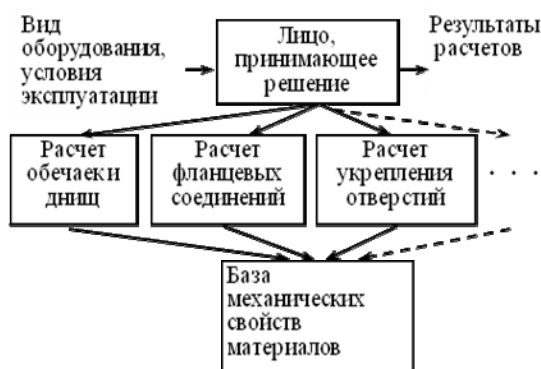 Вид
оборудования,
условия
эксплуатации
Лицо,
принимающее
решение
Результаты
расчетов
Расчет
обечаек и
днищ
Расчет
фланцевых
соединений
Расчет
укрепления
отверстий
. . .
База
механических
свойств
материалов